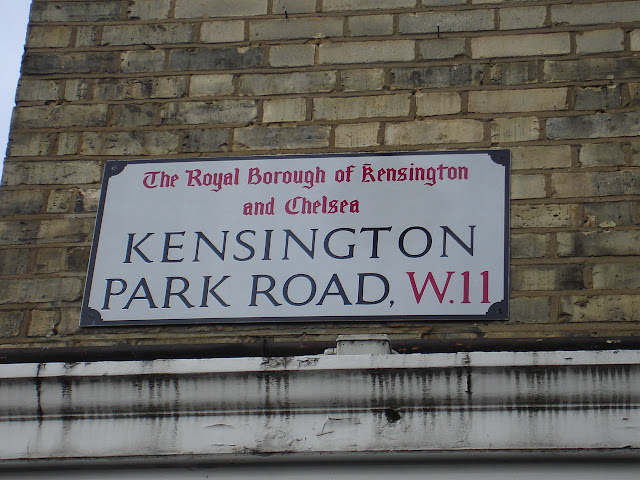 The Royal Borough of Kensington
and Chelsea
KENSINGTON
PARK ROAD, W.11